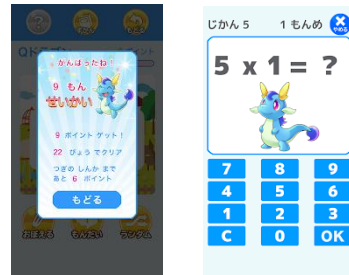 がんばったね！
9 もん
せいかい
9 ポイント ゲット！
22 びょう でクリア
つぎの しんか まで
あと 6 ポイント
もどる
おぼえる
もんだい
ランダム
じかん 5
1 もんめ
やめる
5 x 1 = ?
7 8 9
4 5 6
1 2 3
C 0 OK